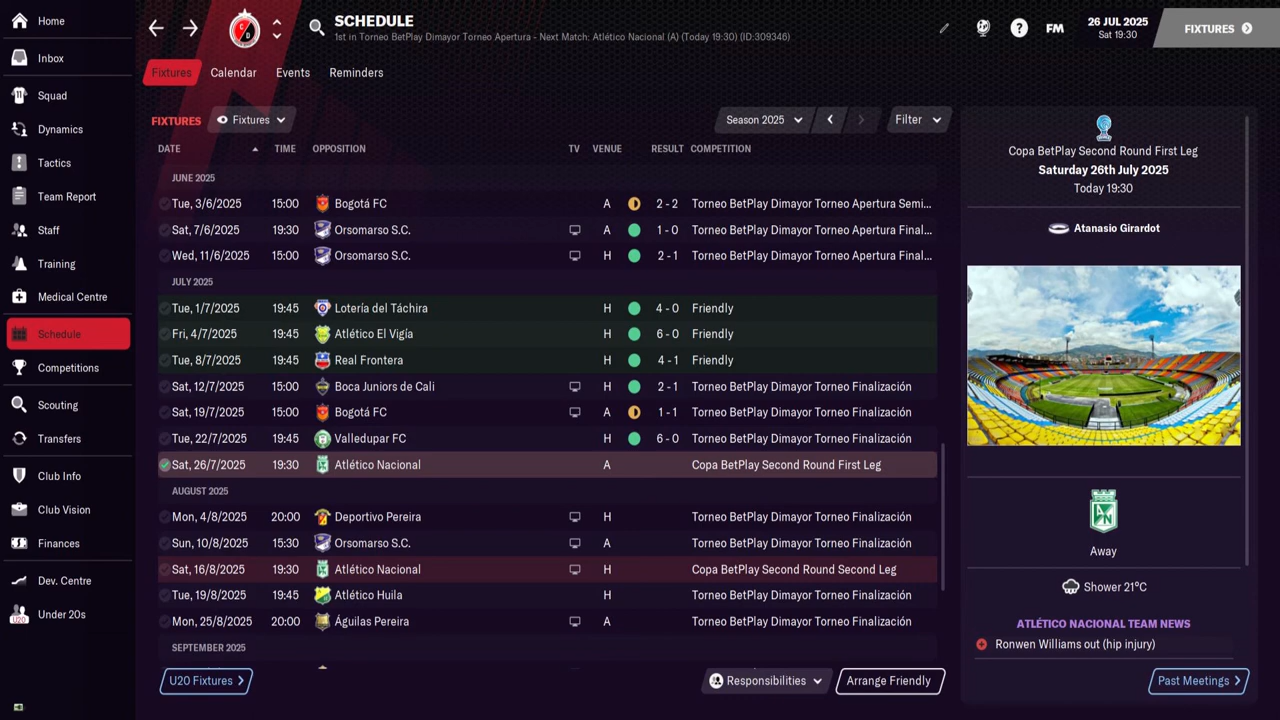 Home
Inbox
Squad
Dynamics
Tactics
Team Report
Staff
Training
Medical Centre
Schedule
Competitions
Scouting
Transfers
Club Info
Club Vision
Finances
Dev. Centre
Under 20s
SCHEDULE
1st in Torneo BetPlay Dimayor Torneo Apertura - Next Match: Atlético Nacional (A) (Today 19:30) (ID:309346)
FM
26 JUL 2025
Sat 19:30
FIXTURES
Fixtures Calendar Events Reminders
FIXTURES Fixtures Season 2025 Filter
DATE TIME OPPOSITION TV VENUE RESULT COMPETITION
JUNE 2025
Tue, 3/6/2025 15:00 Bogotá FC A 2 - 2 Torneo BetPlay Dimayor Torneo Apertura Semi...
Sat, 7/6/2025 19:30 Orsomarso S.C. A 1 - 0 Torneo BetPlay Dimayor Torneo Apertura Final...
Wed, 11/6/2025 15:00 Orsomarso S.C. H 2 - 1 Torneo BetPlay Dimayor Torneo Apertura Final...
JULY 2025
Tue, 1/7/2025 19:45 Lotería del Táchira H 4 - 0 Friendly
Fri, 4/7/2025 19:45 Atlético El Vigía H 6 - 0 Friendly
Tue, 8/7/2025 19:45 Real Frontera H 4 - 1 Friendly
Sat, 12/7/2025 15:00 Boca Juniors de Cali H 2 - 1 Torneo BetPlay Dimayor Torneo Finalización
Sat, 19/7/2025 15:00 Bogotá FC A 1 - 1 Torneo BetPlay Dimayor Torneo Finalización
Tue, 22/7/2025 19:45 Valledupar FC H 6 - 0 Torneo BetPlay Dimayor Torneo Finalización
Sat, 26/7/2025 19:30 Atlético Nacional A Copa BetPlay Second Round First Leg
AUGUST 2025
Mon, 4/8/2025 20:00 Deportivo Pereira H Torneo BetPlay Dimayor Torneo Finalización
Sun, 10/8/2025 15:30 Orsomarso S.C. A Torneo BetPlay Dimayor Torneo Finalización
Sat, 16/8/2025 19:30 Atlético Nacional H Copa BetPlay Second Round Second Leg
Tue, 19/8/2025 19:45 Atlético Huila H Torneo BetPlay Dimayor Torneo Finalización
Mon, 25/8/2025 20:00 Águilas Pereira A Torneo BetPlay Dimayor Torneo Finalización
SEPTEMBER 2025
U20 Fixtures Responsibilities Arrange Friendly
Copa BetPlay Second Round First Leg
Saturday 26th July 2025
Today 19:30
Atanasio Girardot
Away
Shower 21°C
ATLÉTICO NACIONAL TEAM NEWS
Ronwen Williams out (hip injury)
Past Meetings